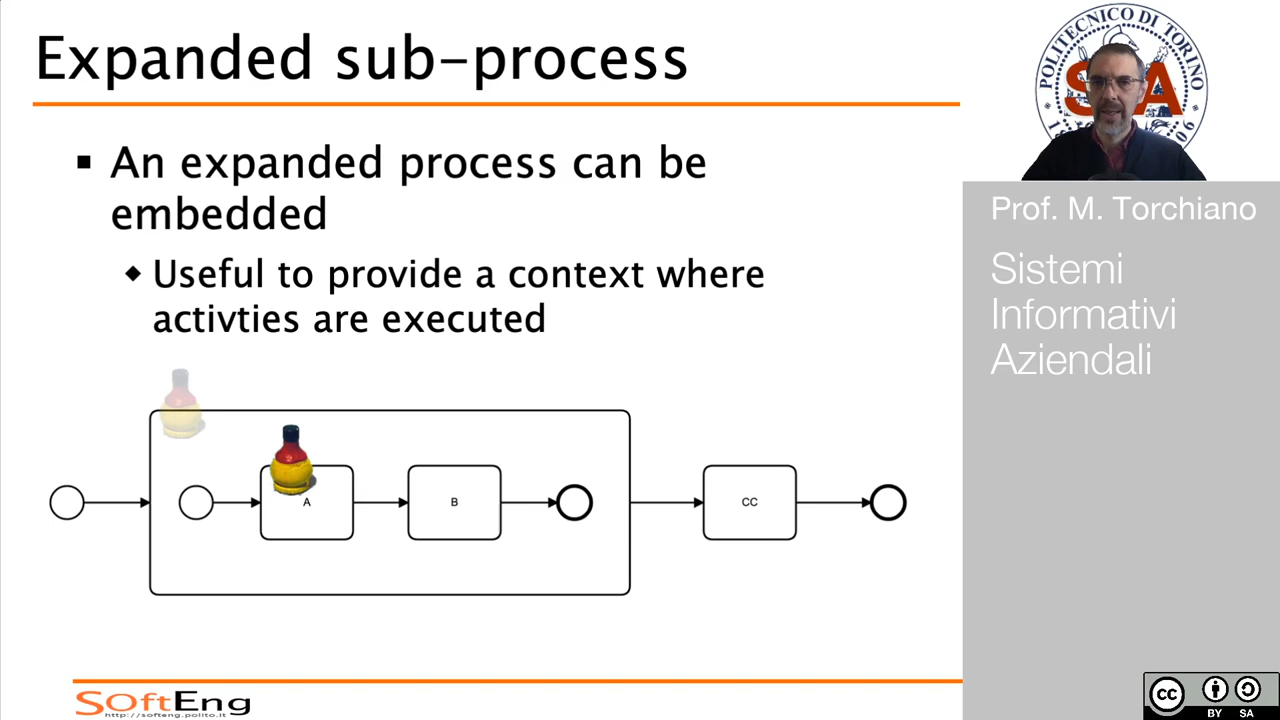 Expanded sub-process
An expanded process can be
embedded
Useful to provide a context where
activties are executed
A
B
CC
SoftEng
http://softeng.polito.it
POLITECNICO DI TORINO
Prof. M. Torchiano
Sistemi
Informativi
Aziendali
cc
BY SA